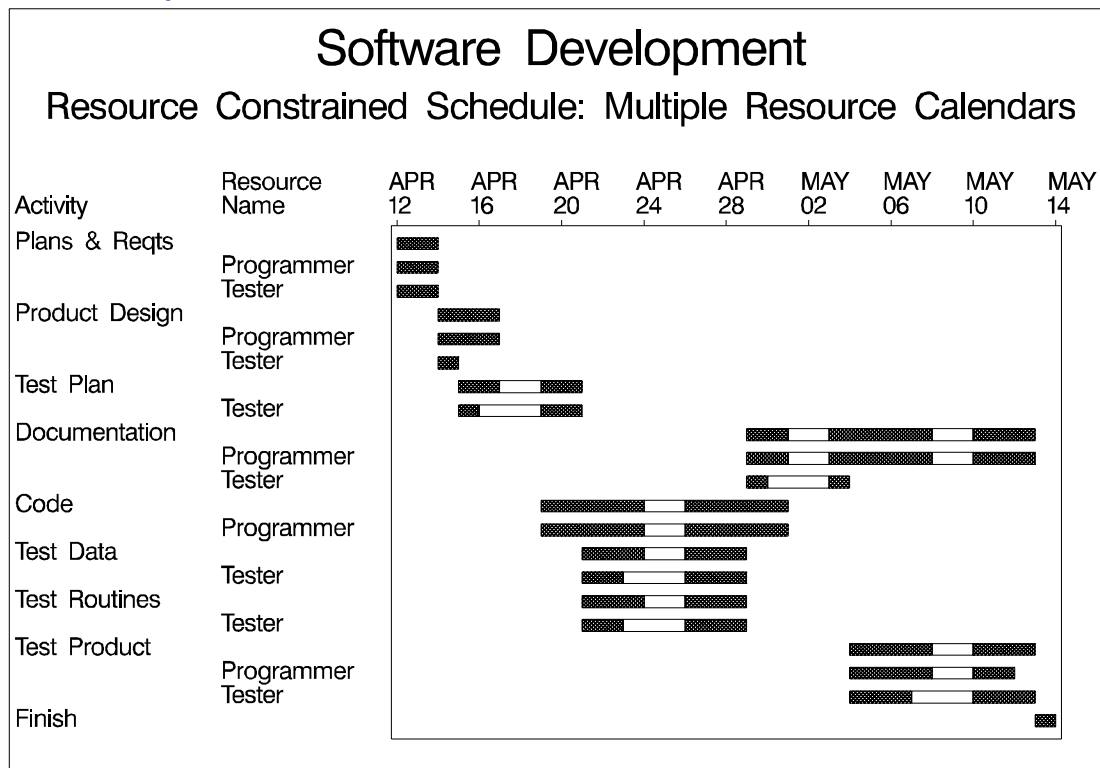 Software Development
Resource Constrained Schedule: Multiple Resource Calendars
Resource APR APR APR APR APR MAY MAY MAY MAY
Activity Name 12 16 20 24 28 02 06 10 14
Plans & Reqts
Programmer
Tester
Product Design
Programmer
Tester
Test Plan
Tester
Documentation
Programmer
Tester
Code
Programmer
Test Data
Tester
Test Routines
Tester
Test Product
Programmer
Tester
Finish